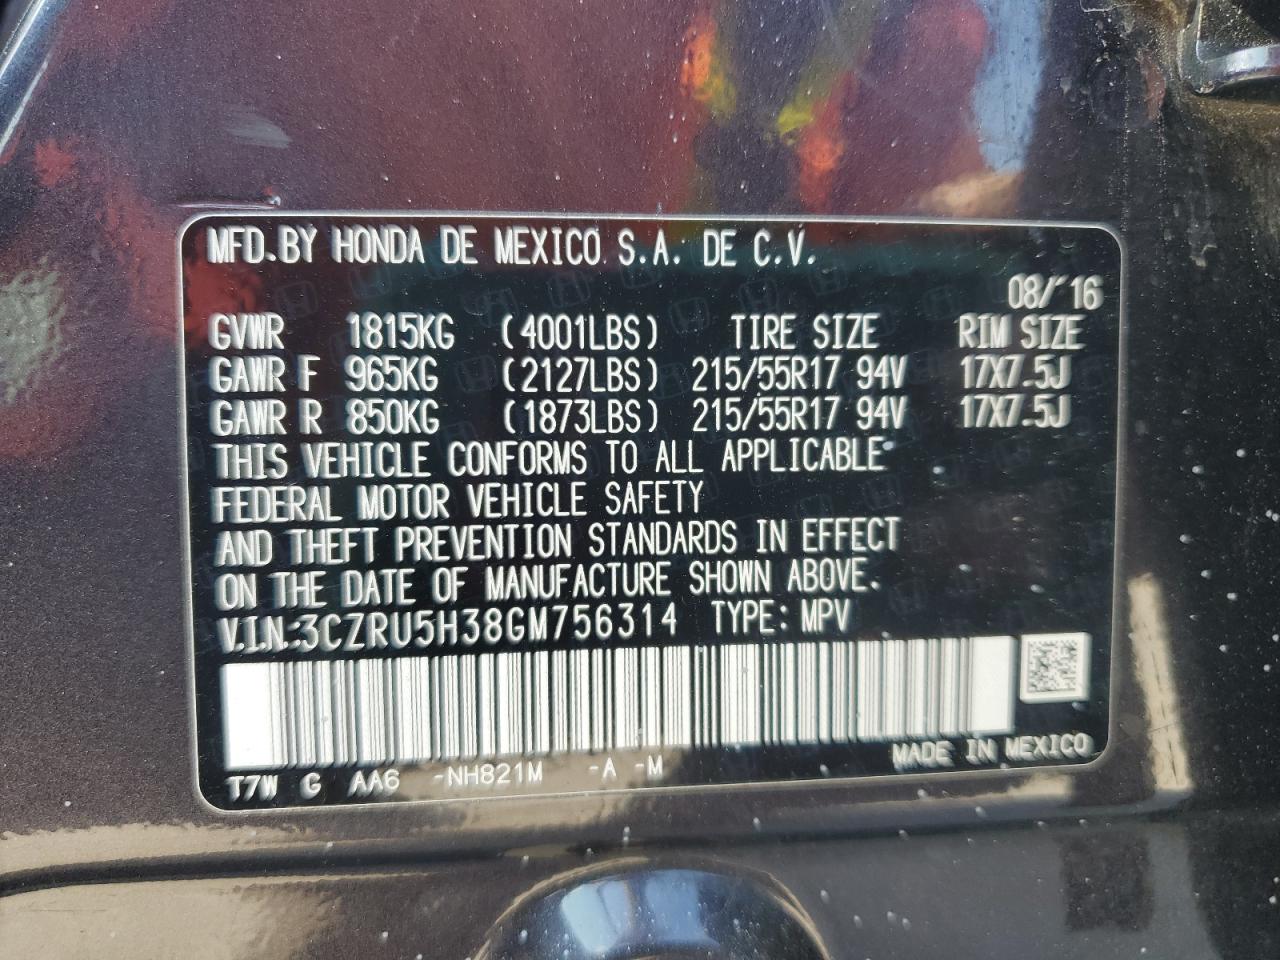 MFD.BY HONDA DE MEXICO S.A. DE C.V.
08/'16
GVWR 1815KG (4001LBS) TIRE SIZE RIM SIZE
GAWR F 965KG (2127LBS) 215/55R17 94V 17X7.5J
GAWR R 850KG (1873LBS) 215/55R17 94V 17X7.5J
THIS VEHICLE CONFORMS TO ALL APPLICABLE
FEDERAL MOTOR VEHICLE SAFETY
AND THEFT PREVENTION STANDARDS IN EFFECT
ON THE DATE OF MANUFACTURE SHOWN ABOVE.
V.I.N:3CZRU5H38GM756314 TYPE: MPV
MADE IN MEXICO
T7W G AA6 -NH821M -A -M